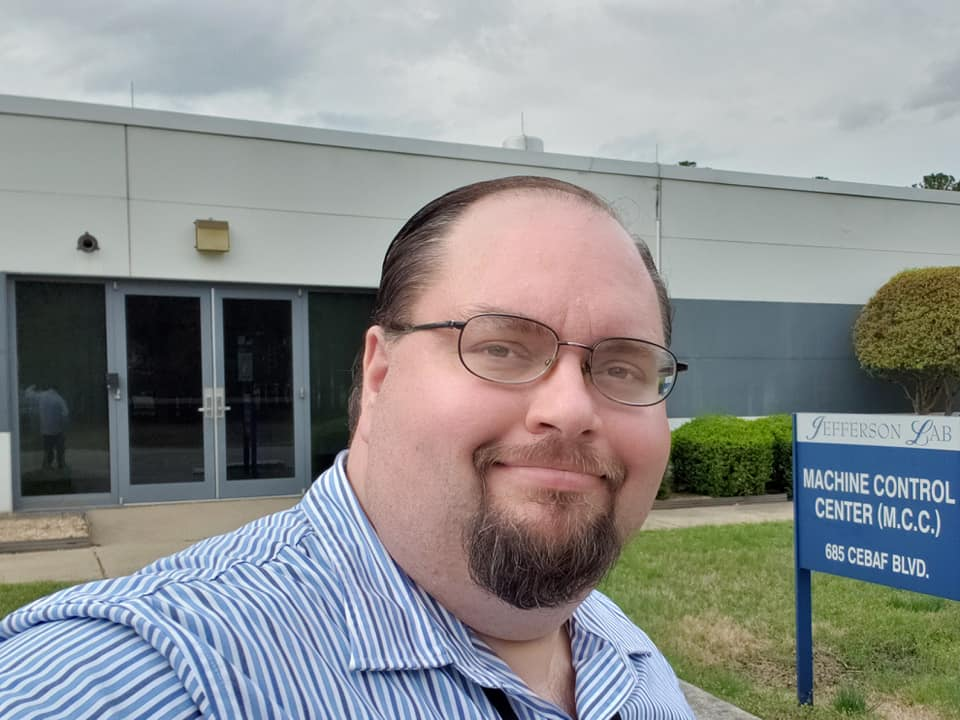 JEFFERSON LAB
MACHINE CONTROL
CENTER (M.C.C.)
685 CEBAF BLVD.